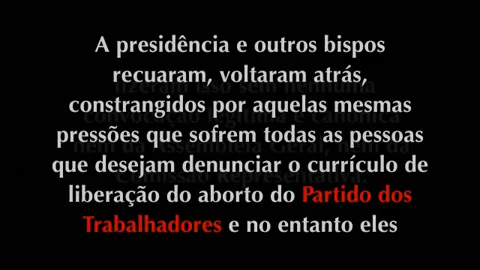 A presidência e outros bispos
recuaram, voltaram atrás,
constrangidos por aquelas mesmas
pressões que sofrem todas as pessoas
que desejam denunciar o currículo de
liberação do aborto do Partido dos
Trabalhadores e no entanto eles